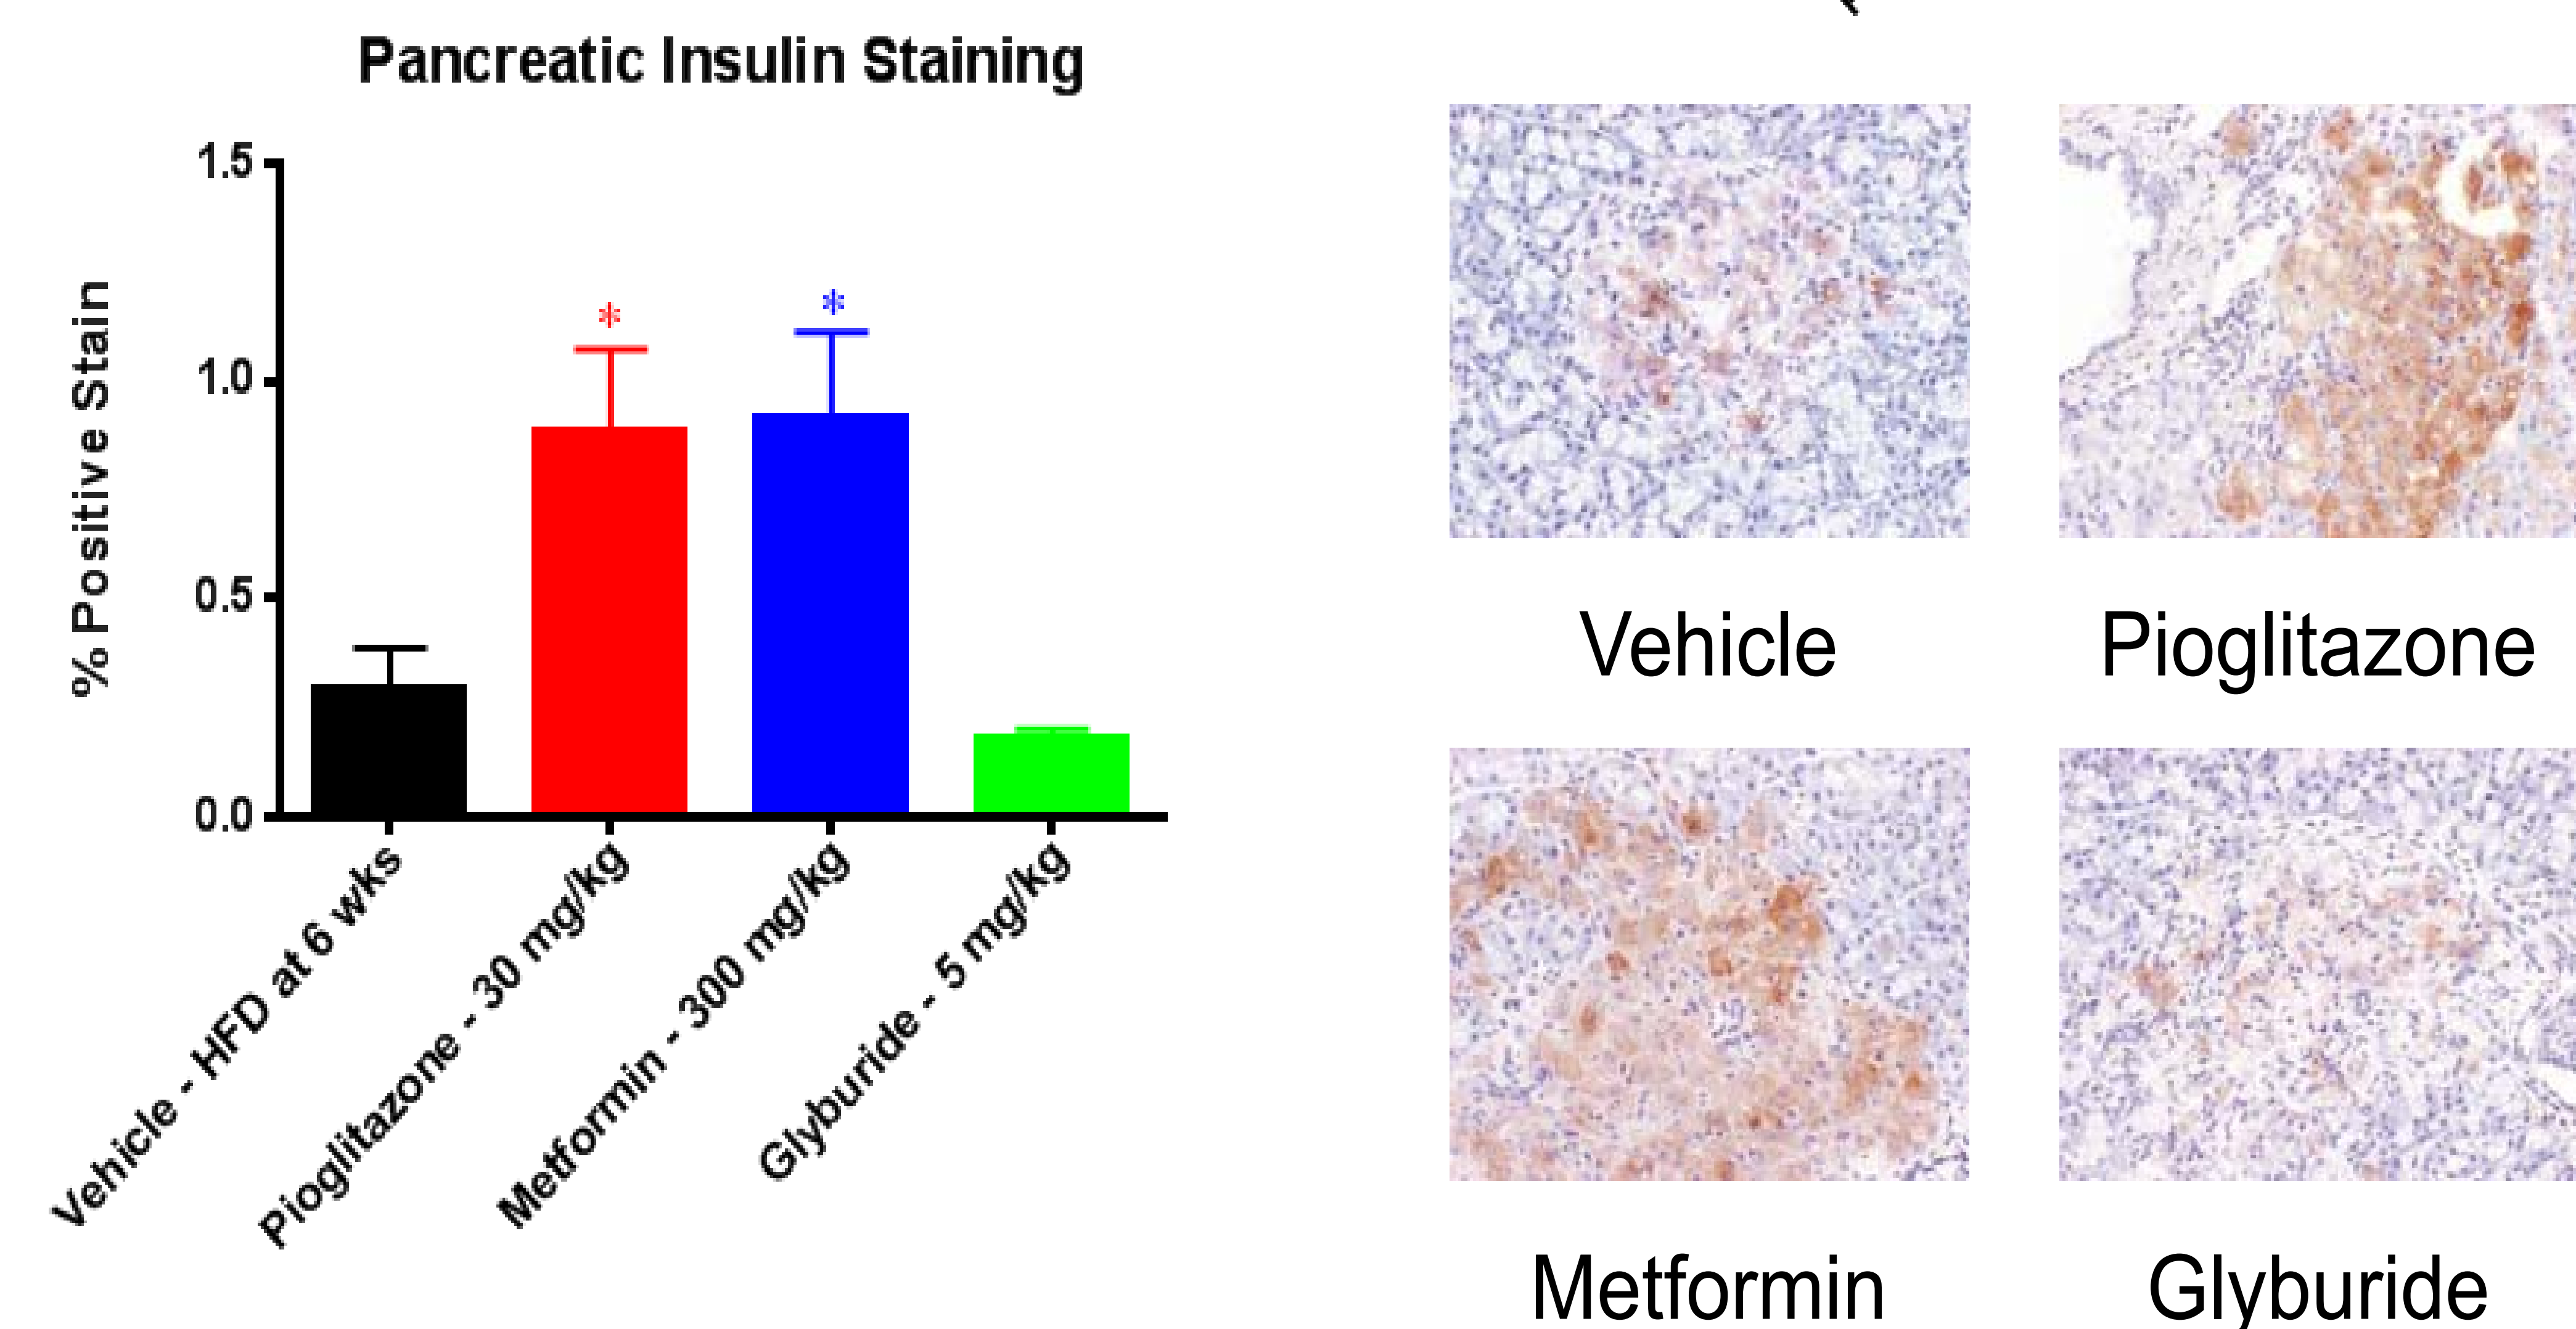 Pancreatic Insulin Staining
% Positive Stain
1.5
1.0
0.5
0.0
*
*
Vehicle - HFD at 6 wks
Pioglitazone - 30 mg/kg
Metformin - 300 mg/kg
Glyburide - 5 mg/kg
Vehicle
Pioglitazone
Metformin
Glyburide